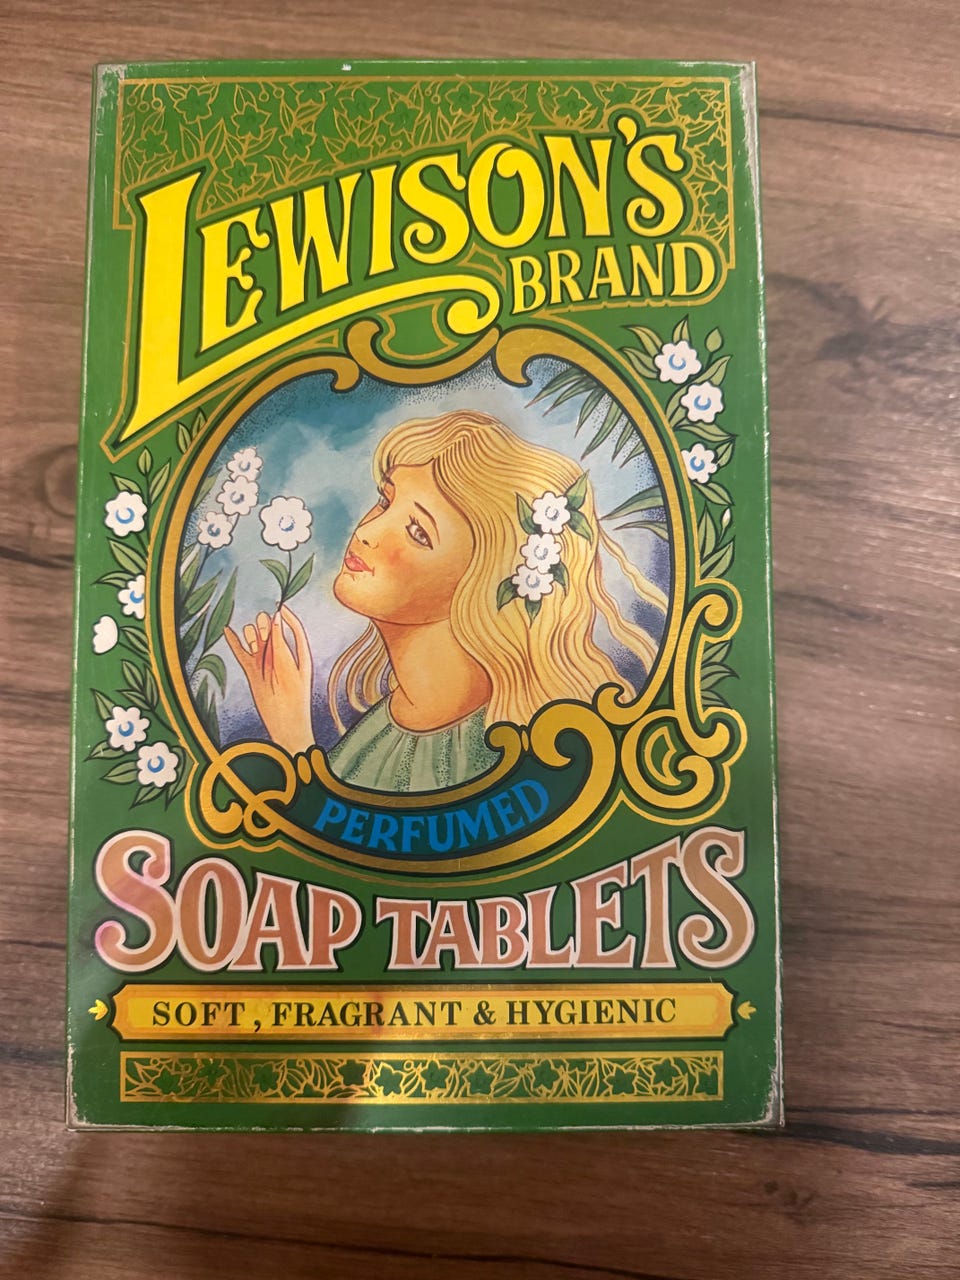 LEWISON'S
BRAND
PERFUMED
SOAP TABLETS
SOFT, FRAGRANT & HYGIENIC